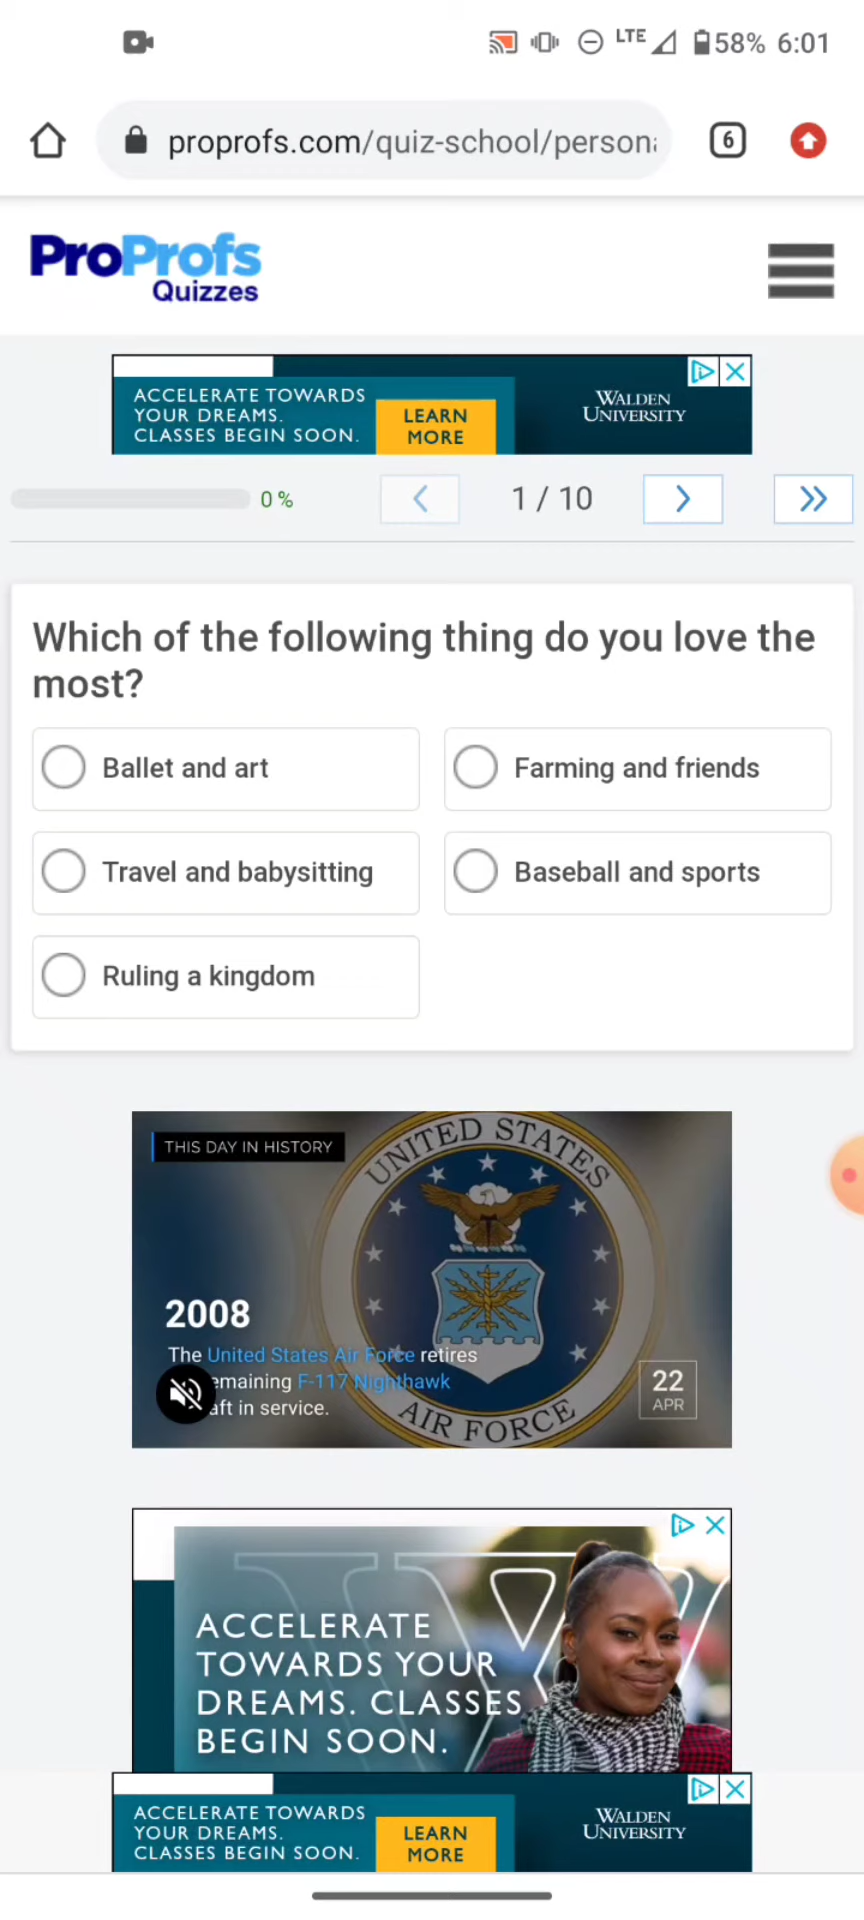 LTE 58% 6:01
proprofs.com/quiz-school/person
6
ProProfs
Quizzes
ACCELERATE TOWARDS
YOUR DREAMS.
CLASSES BEGIN SOON.
LEARN
MORE
WALDEN
UNIVERSITY
0 %
1 / 10
Which of the following thing do you love the
most?
Ballet and art
Farming and friends
Travel and babysitting
Baseball and sports
Ruling a kingdom
THIS DAY IN HISTORY
UNITED STATES
AIR FORCE
2008
The United States Air Force retires
emaining F-117 Nighthawk
aft in service.
22
APR
ACCELERATE
TOWARDS YOUR
DREAMS. CLASSES
BEGIN SOON.
ACCELERATE TOWARDS
YOUR DREAMS.
CLASSES BEGIN SOON.
LEARN
MORE
WALDEN
UNIVERSITY